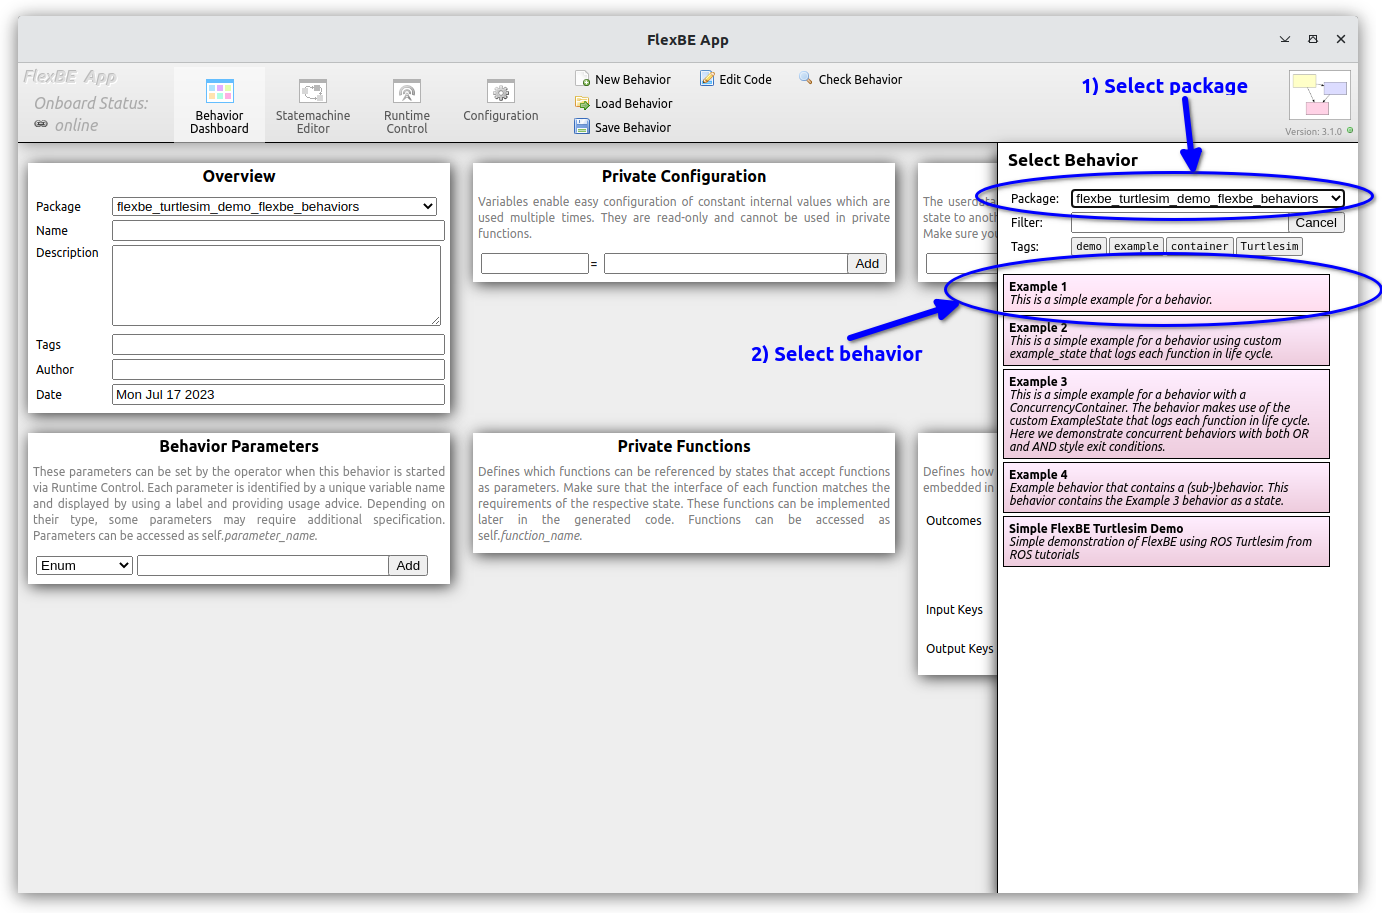 FlexBE App
FlexBE App
Onboard Status:
online
Behavior
Dashboard
Statemachine
Editor
Runtime
Control
Configuration
New Behavior
Load Behavior
Save Behavior
Edit Code
Check Behavior
1) Select package
Version: 3.1.0
Overview
Package
flexbe_turtlesim_demo_flexbe_behaviors
Name
Description
Tags
Author
Date
Mon Jul 17 2023
Private Configuration
Variables enable easy configuration of constant internal values which are
used multiple times. They are read-only and cannot be used in private
functions.
=
Add
The userdata
state to anoth
Make sure you
Select Behavior
Package:
flexbe_turtlesim_demo_flexbe_behaviors
Filter:
Cancel
Tags:
demo
example
container
Turtlesim
Example 1
This is a simple example for a behavior.
2) Select behavior
Example 2
This is a simple example for a behavior using custom
example_state that logs each function in life cycle.
Example 3
This is a simple example for a behavior with a
ConcurrencyContainer. The behavior makes use of the
custom ExampleState that logs each function in life cycle.
Here we demonstrate concurrent behaviors with both OR
and AND style exit conditions.
Example 4
Example behavior that contains a (sub-)behavior. This
behavior contains the Example 3 behavior as a state.
Simple FlexBE Turtlesim Demo
Simple demonstration of FlexBE using ROS Turtlesim from
ROS tutorials
Behavior Parameters
These parameters can be set by the operator when this behavior is started
via Runtime Control. Each parameter is identified by a unique variable name
and displayed by using a label and providing usage advice. Depending on
their type, some parameters may require additional specification.
Parameters can be accessed as self.parameter_name.
Enum
Add
Private Functions
Defines which functions can be referenced by states that accept functions
as parameters. Make sure that the interface of each function matches the
requirements of the respective state. These functions can be implemented
later in the generated code. Functions can be accessed as
self.function_name.
Defines how
embedded in
Outcomes
Input Keys
Output Keys